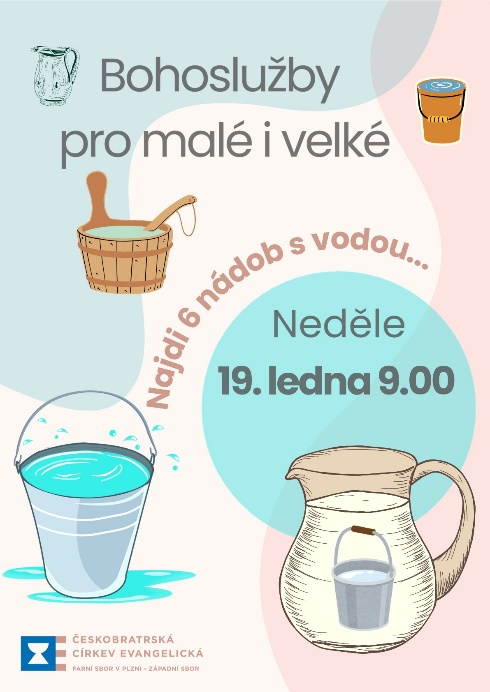 Bohoslužby
pro malé i velké
Najdi 6 nádob s vodou...
Neděle
19. ledna 9.00
ČESKOBRATRSKÁ
CÍRKEV EVANGELICKÁ
FARNÍ SBOR V PLZNI - ZÁPADNÍ SBOR